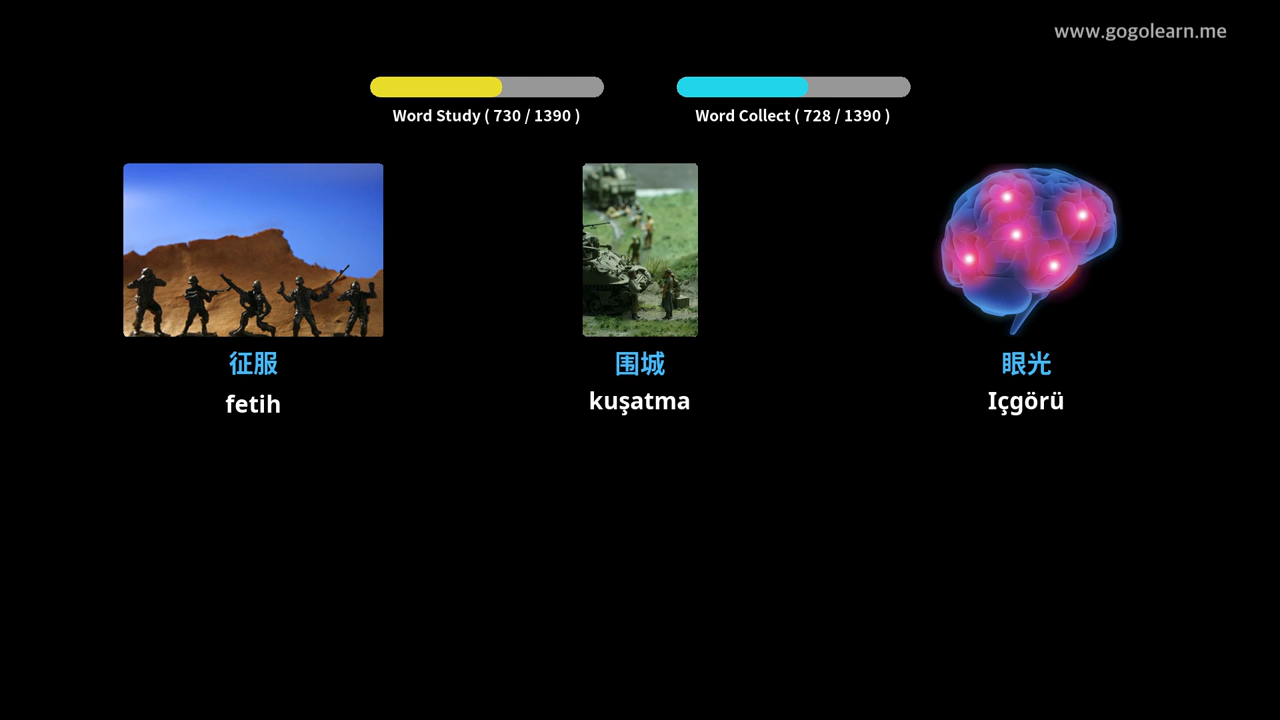 www.gogolearn.me
Word Study ( 730 / 1390 )
Word Collect ( 728 / 1390 )
征服
围城
眼光
fetih
kuşatma
Içgörü